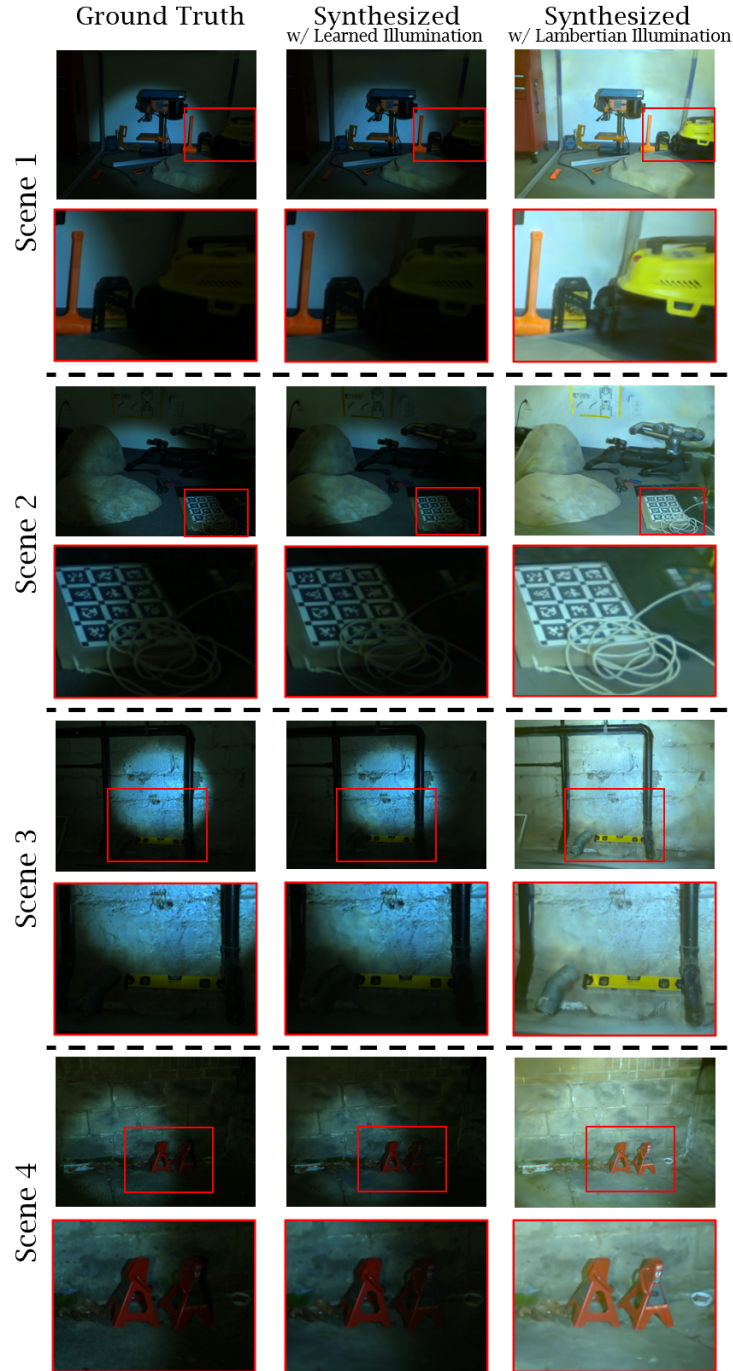 Ground Truth
Synthesized
w/ Learned Illumination
Synthesized
w/ Lambertian Illumination
Scene 1
Scene 2
Scene 3
Scene 4